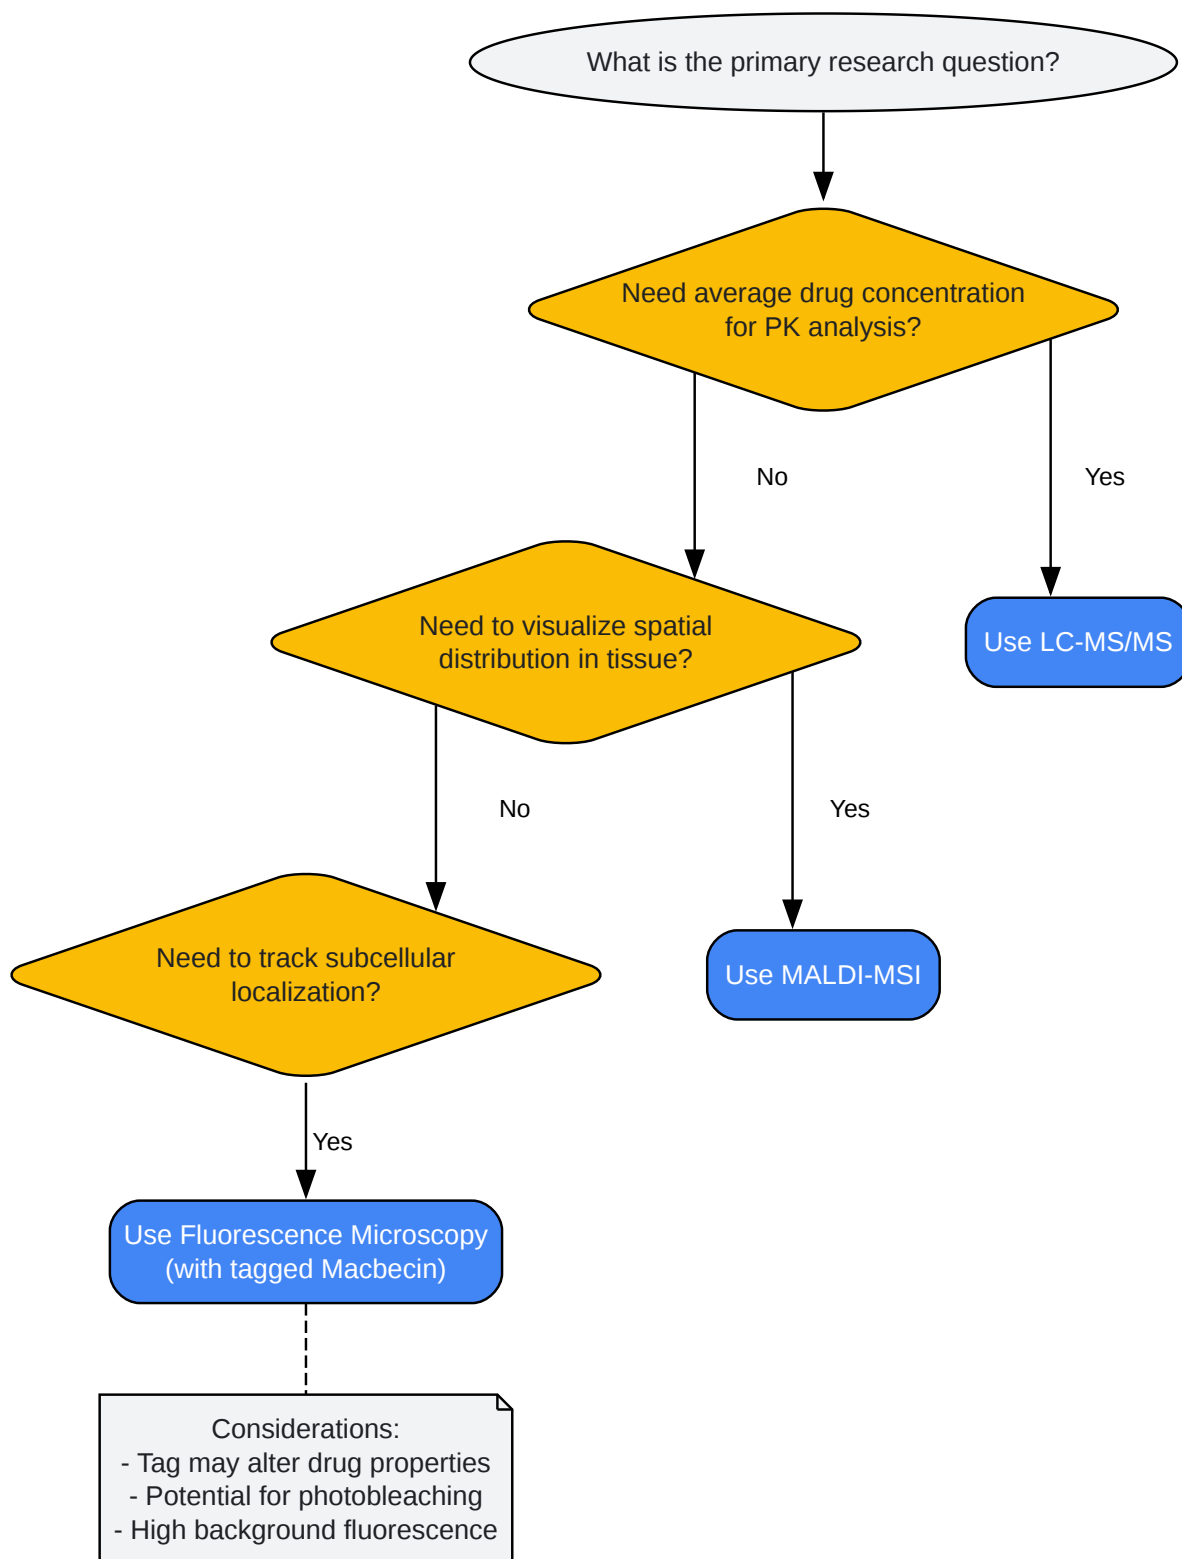 What is the primary research question?
Need average drug concentration
for PK analysis?
No
Yes
Need to visualize spatial
distribution in tissue?
Use LC-MS/MS
No
Yes
Need to track subcellular
localization?
Use MALDI-MSI
Yes
Use Fluorescence Microscopy
(with tagged Macbecin)
Considerations:
- Tag may alter drug properties
- Potential for photobleaching
- High background fluorescence